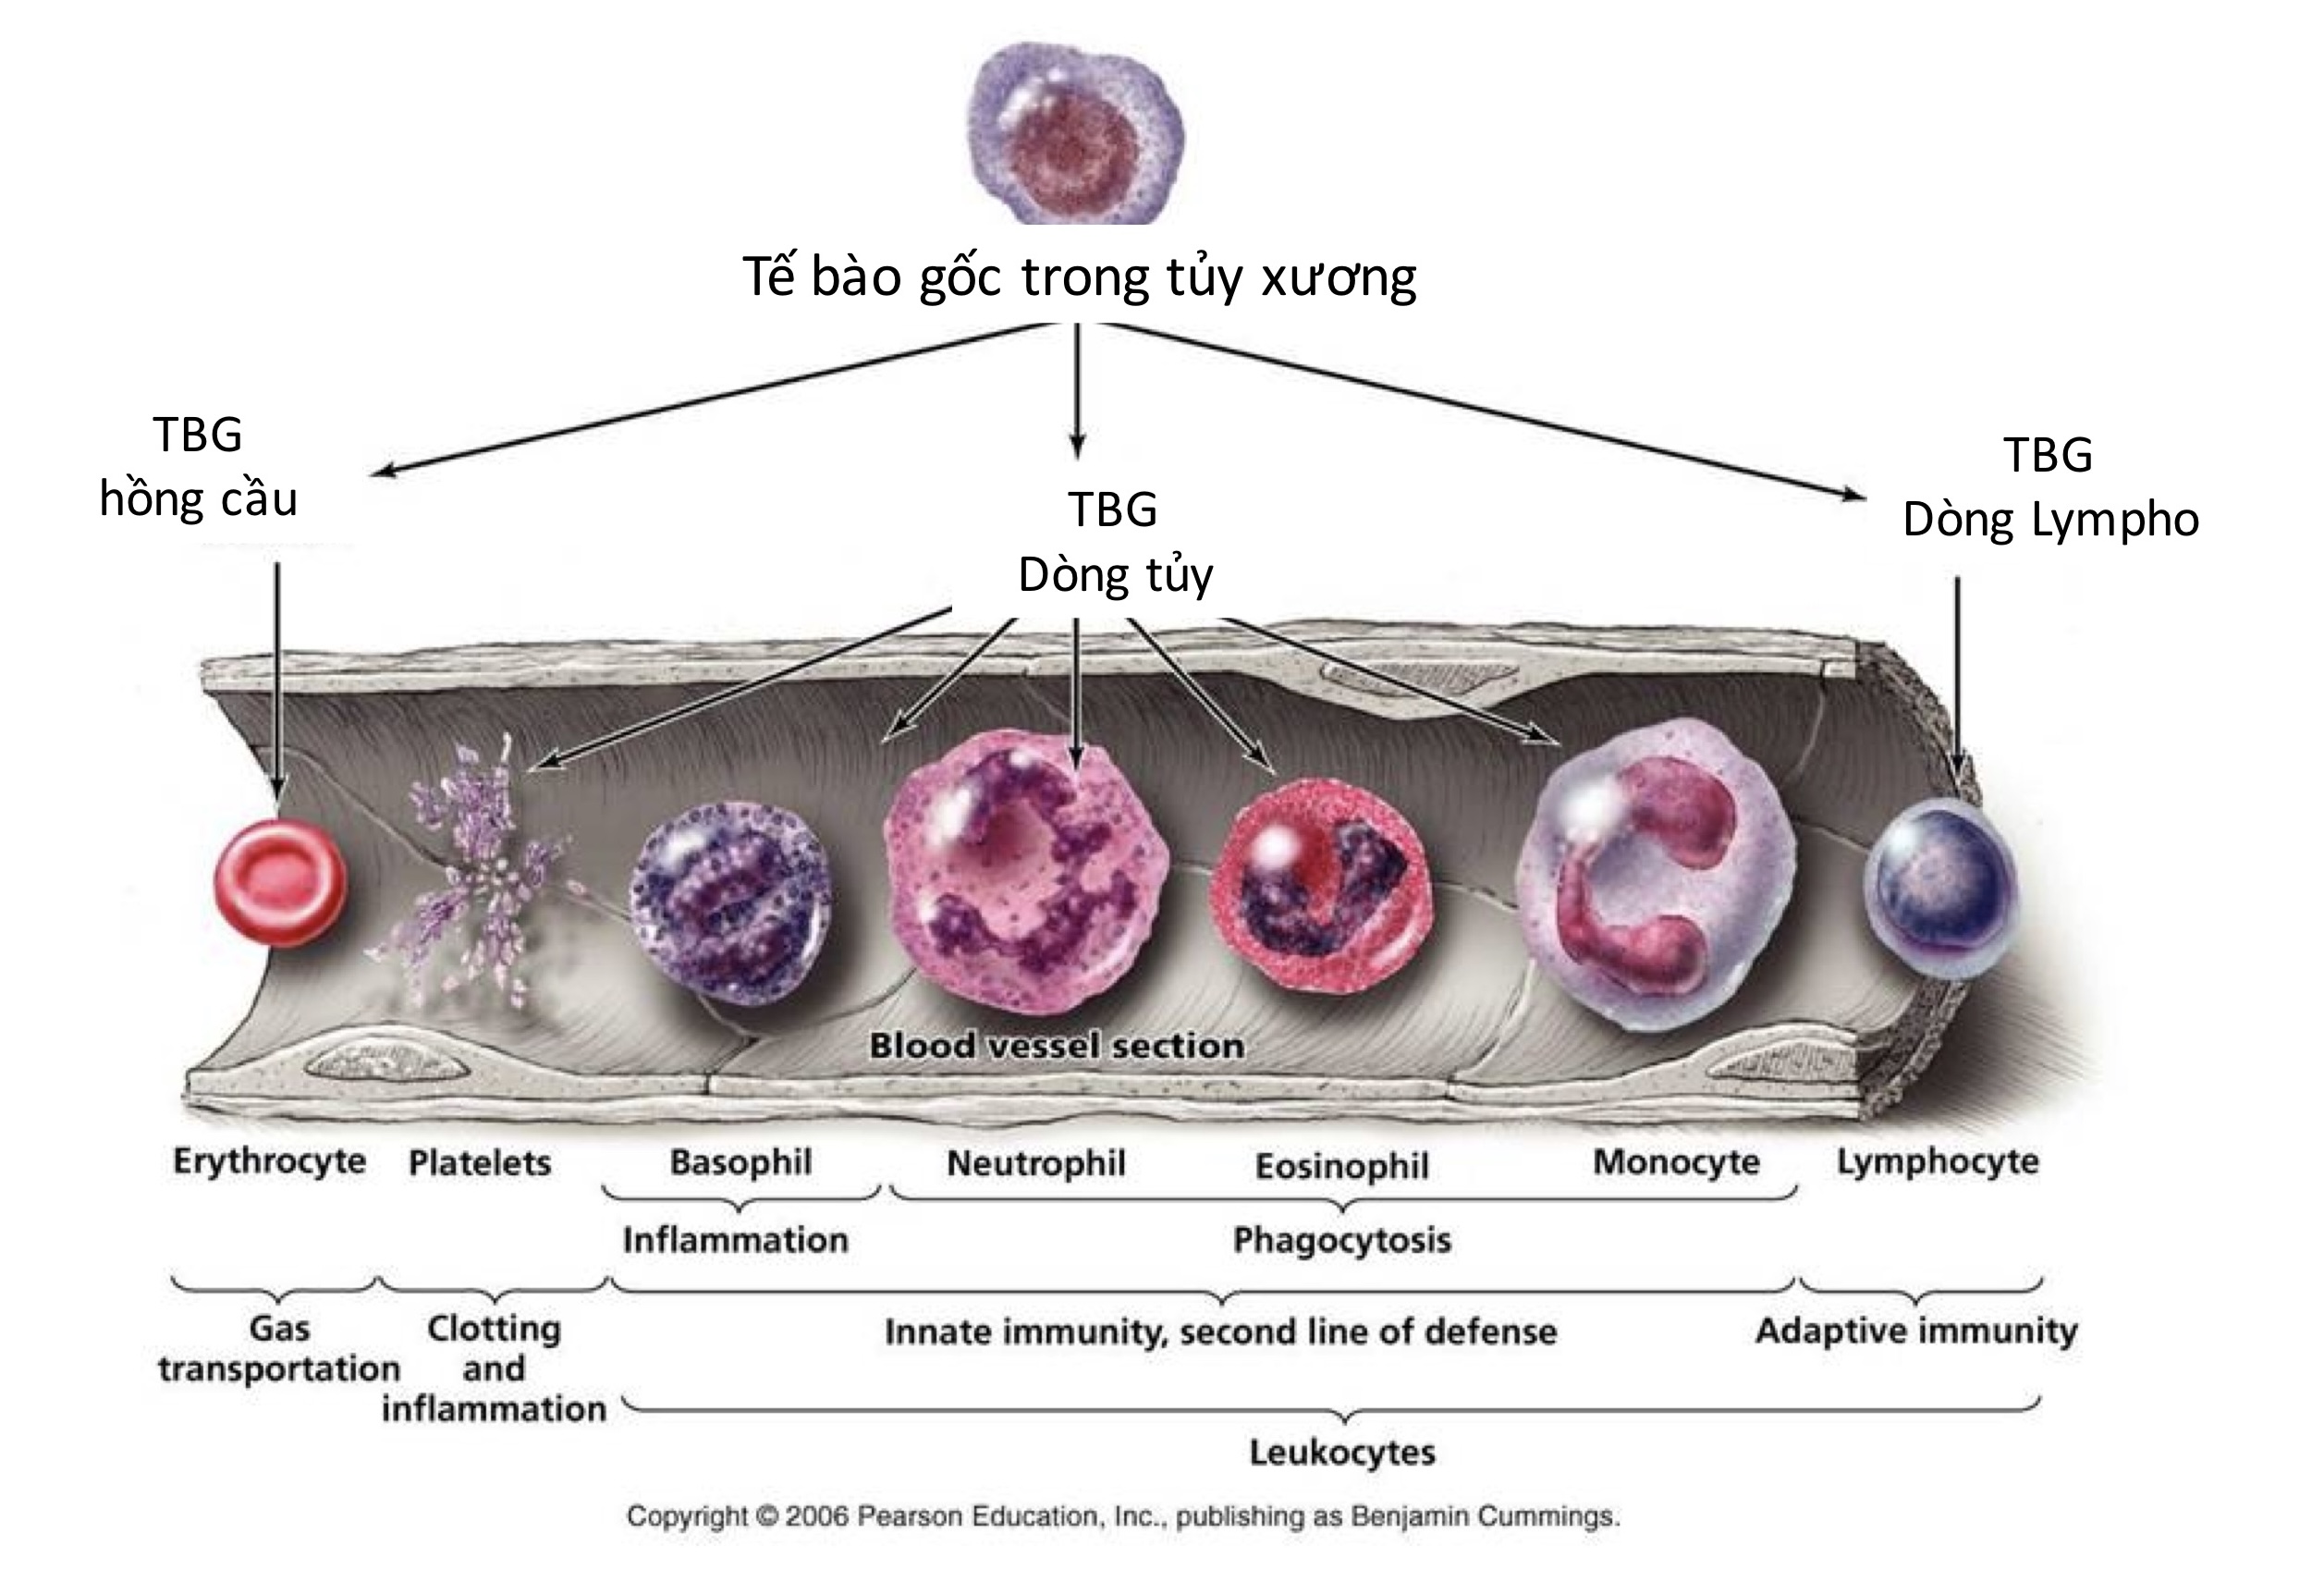 Tế bào gốc trong tủy xương
TBG
hồng cầu
TBG
Dòng tủy
TBG
Dòng Lympho
Blood vessel section
Erythrocyte
Platelets
Basophil
Neutrophil
Eosinophil
Monocyte
Lymphocyte
Inflammation
Phagocytosis
Gas
transportation
Clotting
and
inflammation
Innate immunity, second line of defense
Adaptive immunity
Leukocytes
Copyright © 2006 Pearson Education, Inc., publishing as Benjamin Cummings.